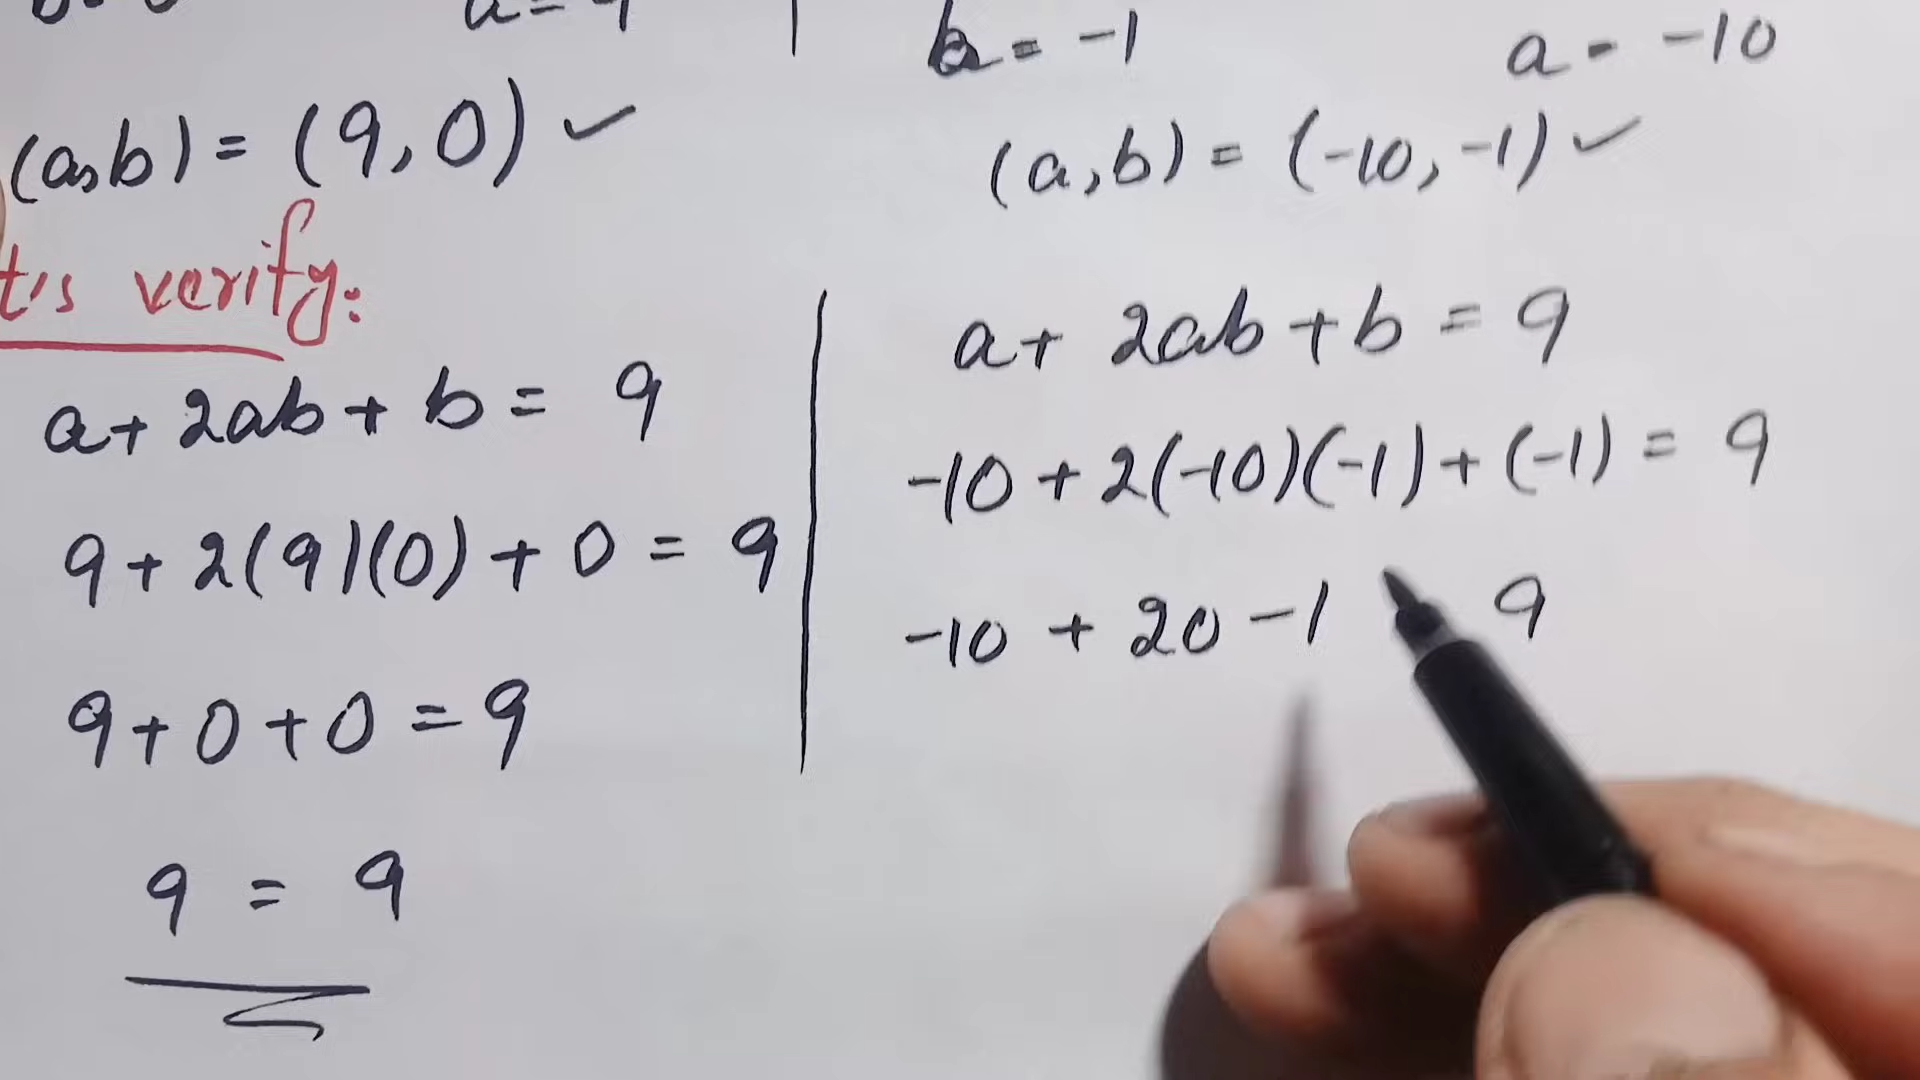 b = -1
a = -10
(a,b) = (9,0) ✓
(a,b) = (-10,-1) ✓
t's verify:
a + 2ab + b = 9
9 + 2(9)(0) + 0 = 9
9 + 0 + 0 = 9
9 = 9
a + 2ab + b = 9
-10 + 2(-10)(-1) + (-1) = 9
-10 + 20 - 1 9